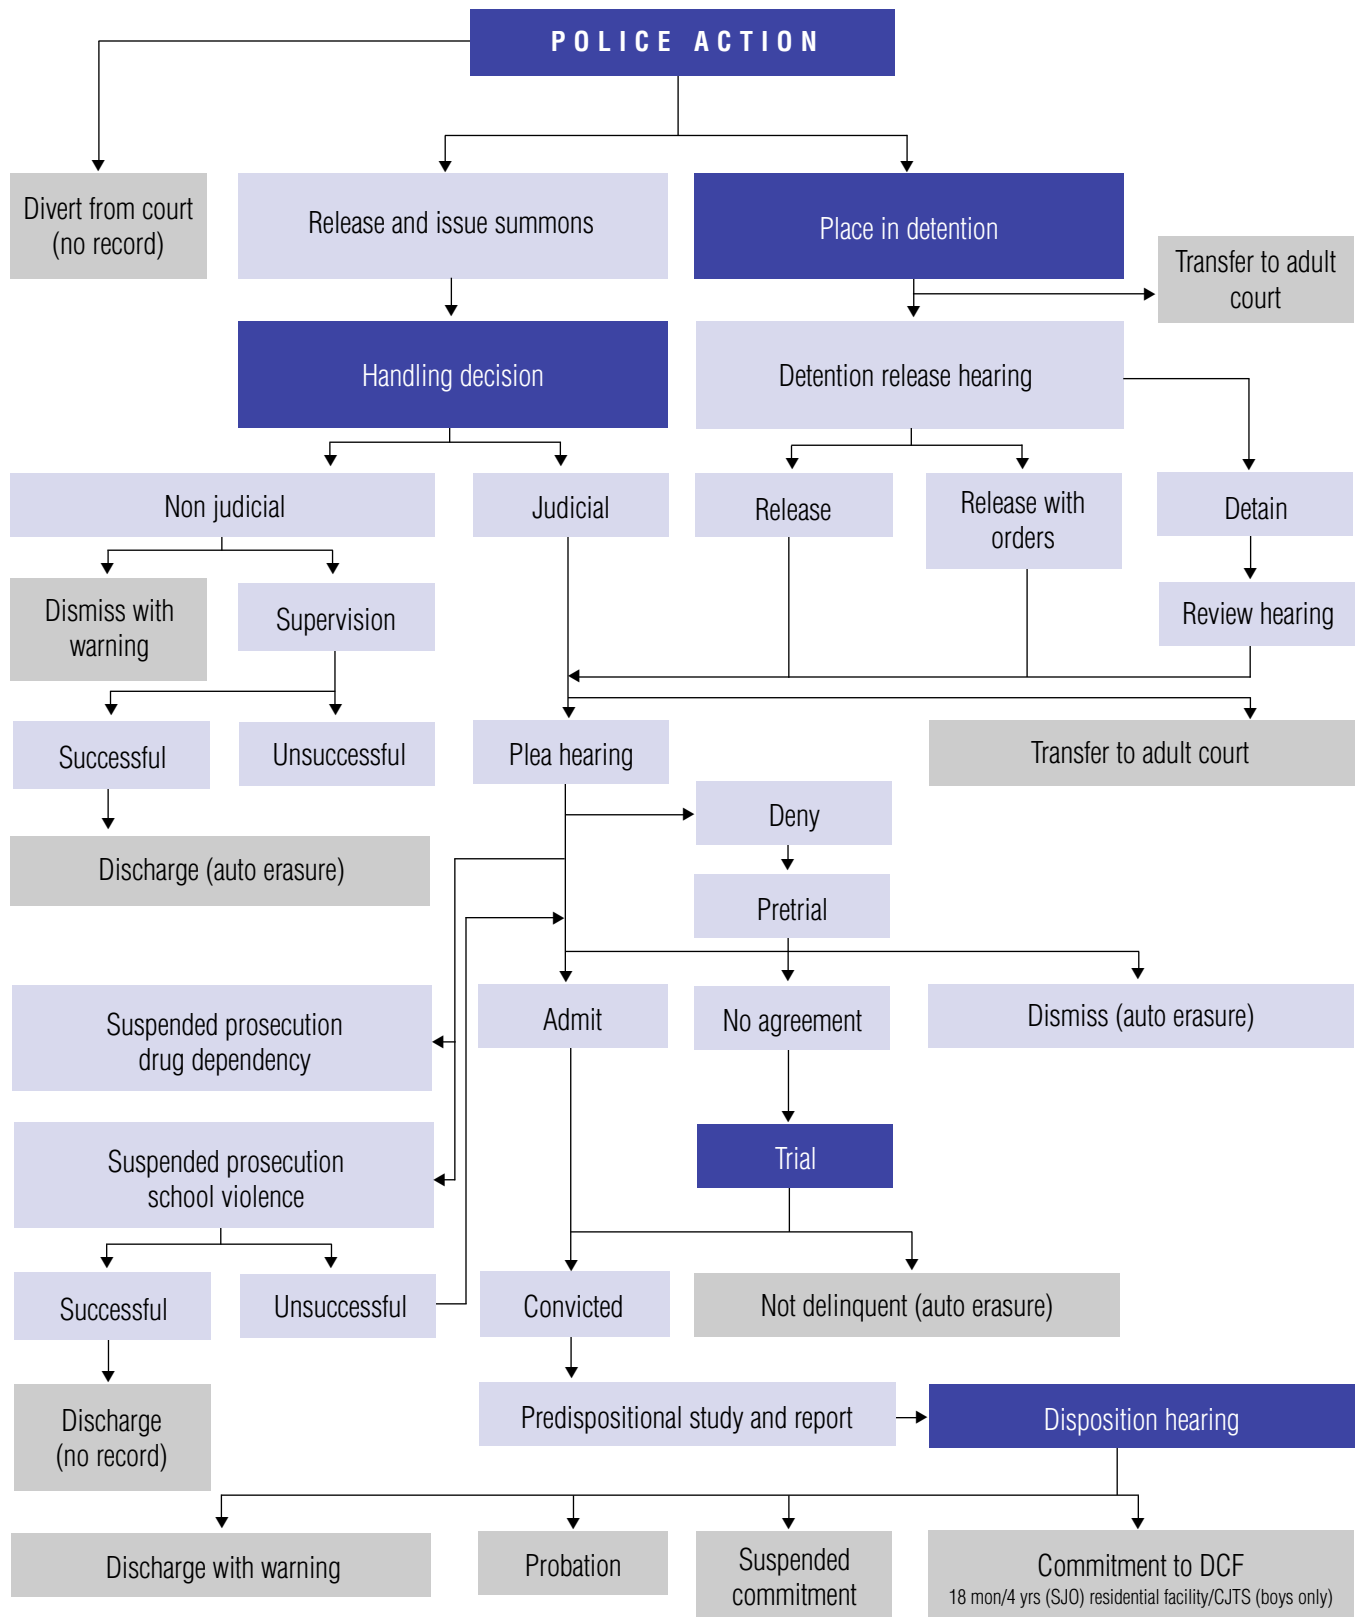 POLICE ACTION
Divert from court
(no record)
Release and issue summons
Place in detention
Transfer to adult
court
Handling decision
Detention release hearing
Non judicial
Judicial
Release
Release with
orders
Detain
Dismiss with
warning
Supervision
Review hearing
Successful
Unsuccessful
Plea hearing
Transfer to adult court
Deny
Discharge (auto erasure)
Pretrial
Suspended prosecution
drug dependency
Admit
No agreement
Dismiss (auto erasure)
Suspended prosecution
school violence
Trial
Successful
Unsuccessful
Convicted
Not delinquent (auto erasure)
Discharge
(no record)
Predispositional study and report
Disposition hearing
Discharge with warning
Probation
Suspended
commitment
Commitment to DCF
18 mon/4 yrs (SJO) residential facility/CJTS (boys only)